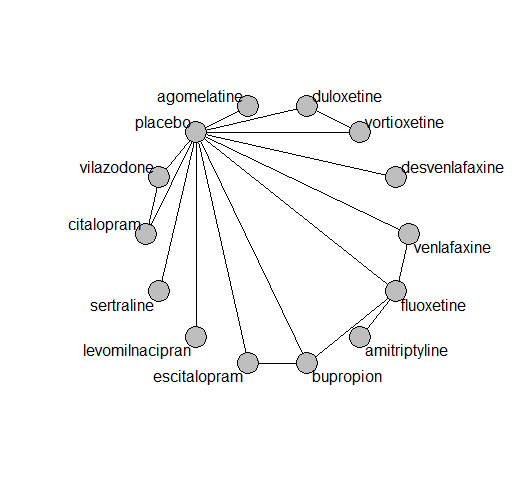 agomelatine
duloxetine
placebo
vortioxetine
vilazodone
desvenlafaxine
citalopram
venlafaxine
sertraline
fluoxetine
levomilnacipran
amitriptyline
escitalopram
bupropion